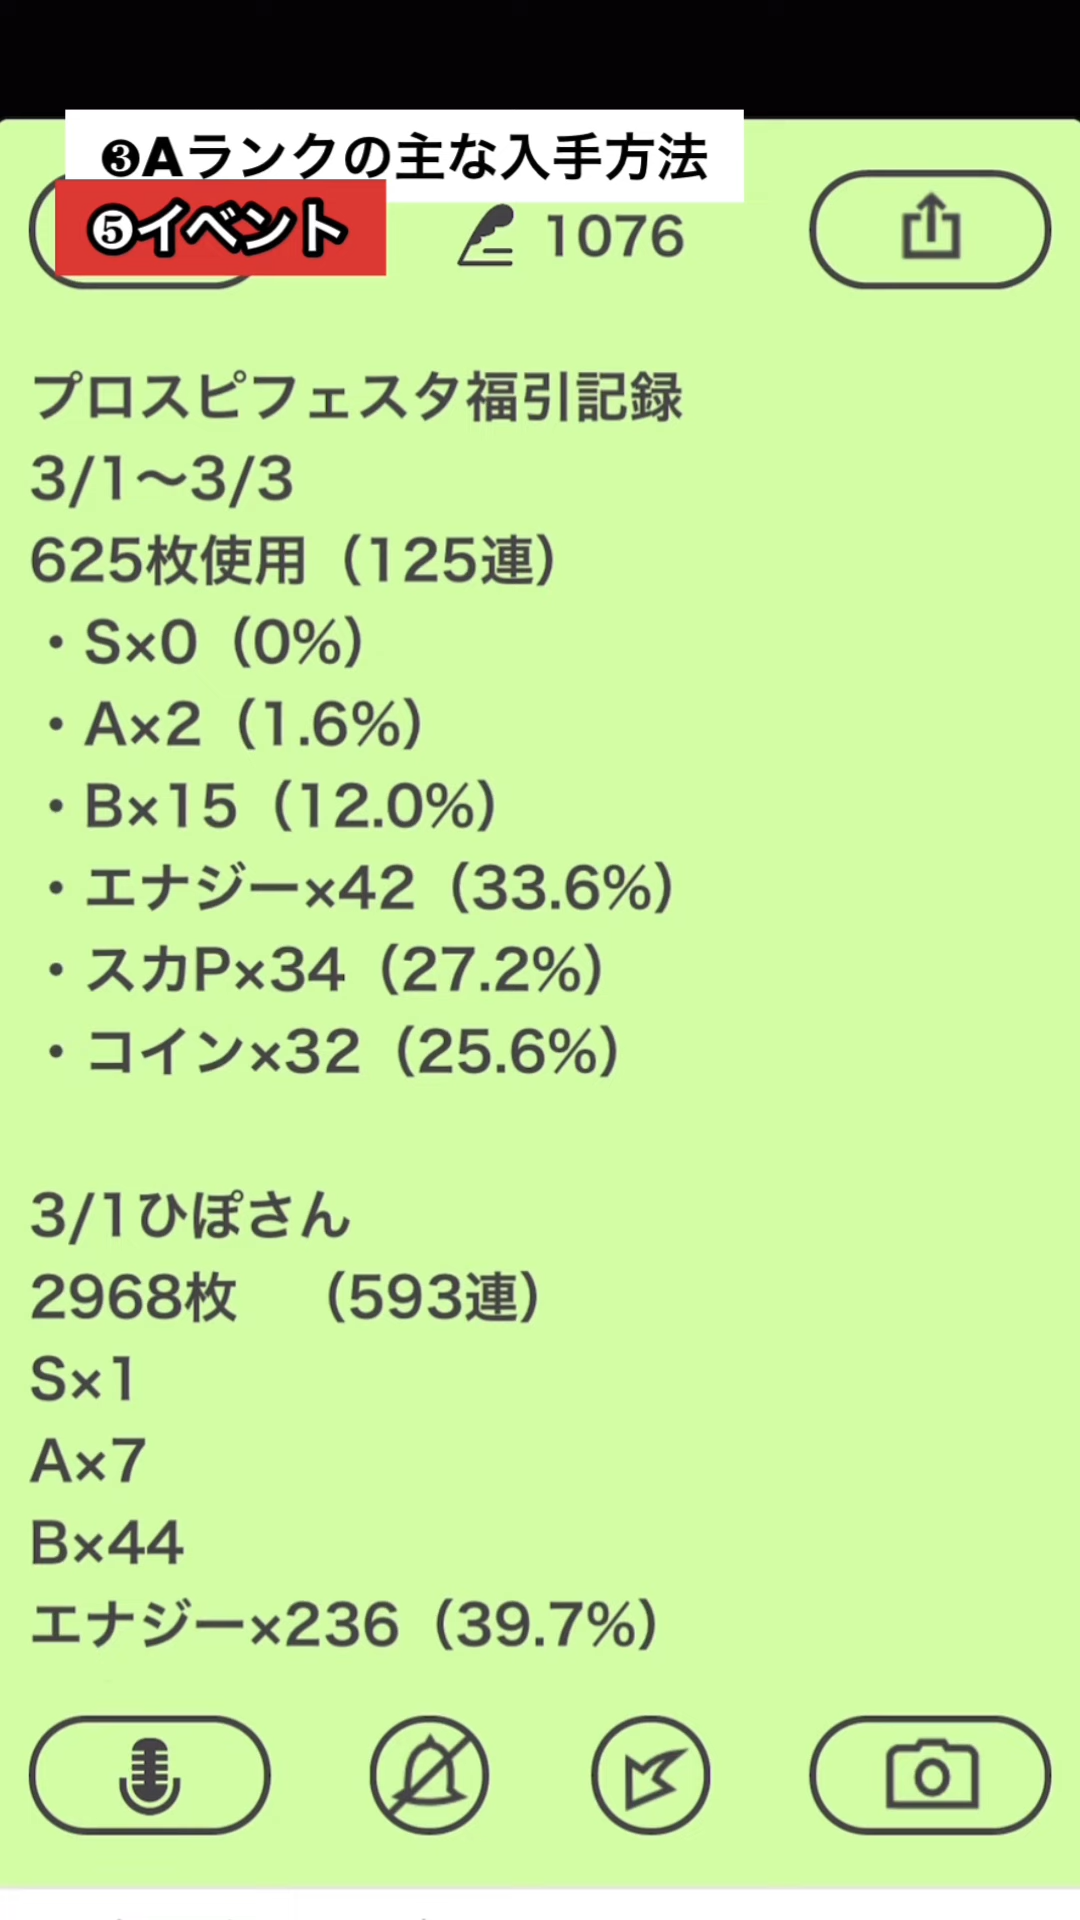 ❸Aランクの主な入手方法
❺イベント
1076
プロスピフェスタ福引記録
3/1〜3/3
625枚使用（125連）
・S×0（0%）
・A×2（1.6%）
・B×15（12.0%）
・エナジー×42（33.6%）
・スカP×34（27.2%）
・コイン×32（25.6%）
3/1ひぽさん
2968枚　（593連）
S×1
A×7
B×44
エナジー×236（39.7%）